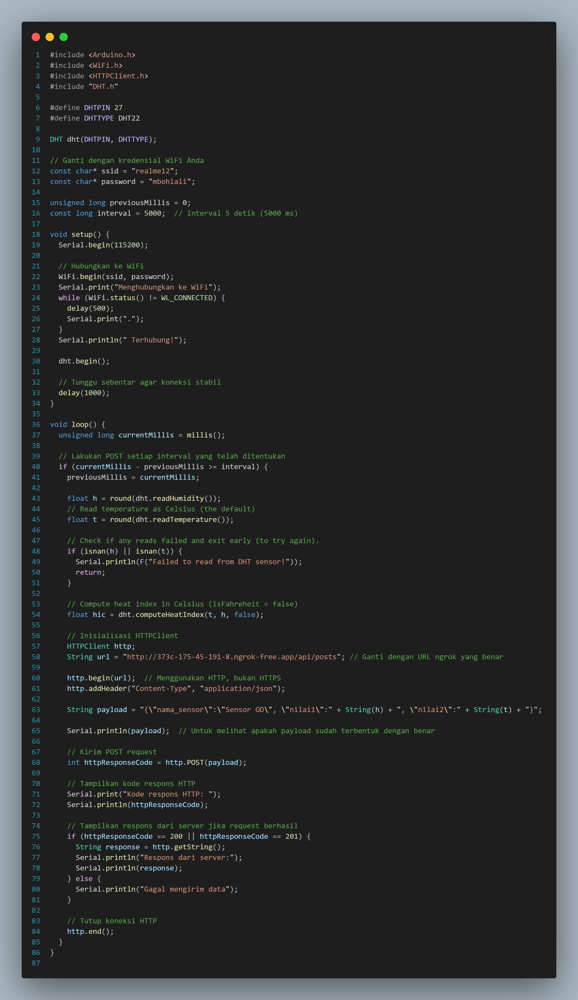 1 #include <Arduino.h>
2 #include <WiFi.h>
3 #include <HTTPClient.h>
4 #include "DHT.h"
5
6 #define DHTPIN 27
7 #define DHTTYPE DHT22
8
9 DHT dht(DHTPIN, DHTTYPE);
10
11 // Ganti dengan kredensial WiFi Anda
12 const char* ssid = "realme12";
13 const char* password = "mbohlali";
14
15 unsigned long previousMillis = 0;
16 const long interval = 5000;  // Interval 5 detik (5000 ms)
17
18 void setup() {
19   Serial.begin(115200);
20
21   // Hubungkan ke WiFi
22   WiFi.begin(ssid, password);
23   Serial.print("Menghubungkan ke WiFi");
24   while (WiFi.status() != WL_CONNECTED) {
25     delay(500);
26     Serial.print(".");
27   }
28   Serial.println(" Terhubung!");
29
30   dht.begin();
31
32   // Tunggu sebentar agar koneksi stabil
33   delay(1000);
34 }
35
36 void loop() {
37   unsigned long currentMillis = millis();
38
39   // Lakukan POST setiap interval yang telah ditentukan
40   if (currentMillis - previousMillis >= interval) {
41     previousMillis = currentMillis;
42
43     float h = round(dht.readHumidity());
44     // Read temperature as Celsius (the default)
45     float t = round(dht.readTemperature());
46
47     // Check if any reads failed and exit early (to try again).
48     if (isnan(h) || isnan(t)) {
49       Serial.println(F("Failed to read from DHT sensor!"));
50       return;
51     }
52
53     // Compute heat index in Celsius (isFahreheit = false)
54     float hic = dht.computeHeatIndex(t, h, false);
55
56     // Inisialisasi HTTPClient
57     HTTPClient http;
58     String url = "http://373c-175-45-191-8.ngrok-free.app/api/posts"; // Ganti dengan URL ngrok yang benar
59
60     http.begin(url);  // Menggunakan HTTP, bukan HTTPS
61     http.addHeader("Content-Type", "application/json");
62
63     String payload = "{\"nama_sensor\":\"Sensor GD\", \"nilai1\":" + String(h) + ", \"nilai2\":" + String(t) + "}";
64
65     Serial.println(payload);  // Untuk melihat apakah payload sudah terbentuk dengan benar
66
67     // Kirim POST request
68     int httpResponseCode = http.POST(payload);
69
70     // Tampilkan kode respons HTTP
71     Serial.print("Kode respons HTTP: ");
72     Serial.println(httpResponseCode);
73
74     // Tampilkan respons dari server jika request berhasil
75     if (httpResponseCode == 200 || httpResponseCode == 201) {
76       String response = http.getString();
77       Serial.println("Respons dari server:");
78       Serial.println(response);
79     } else {
80       Serial.println("Gagal mengirim data");
81     }
82
83     // Tutup koneksi HTTP
84     http.end();
85   }
86 }
87